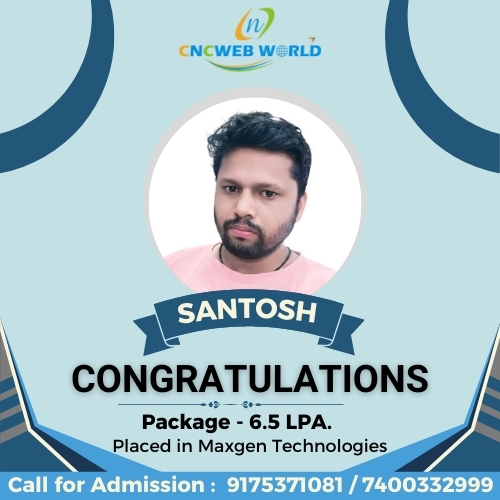 n
CNCWEB WORLD
SANTOSH
CONGRATULATIONS
Package - 6.5 LPA.
Placed in Maxgen Technologies
Call for Admission : 9175371081 / 7400332999